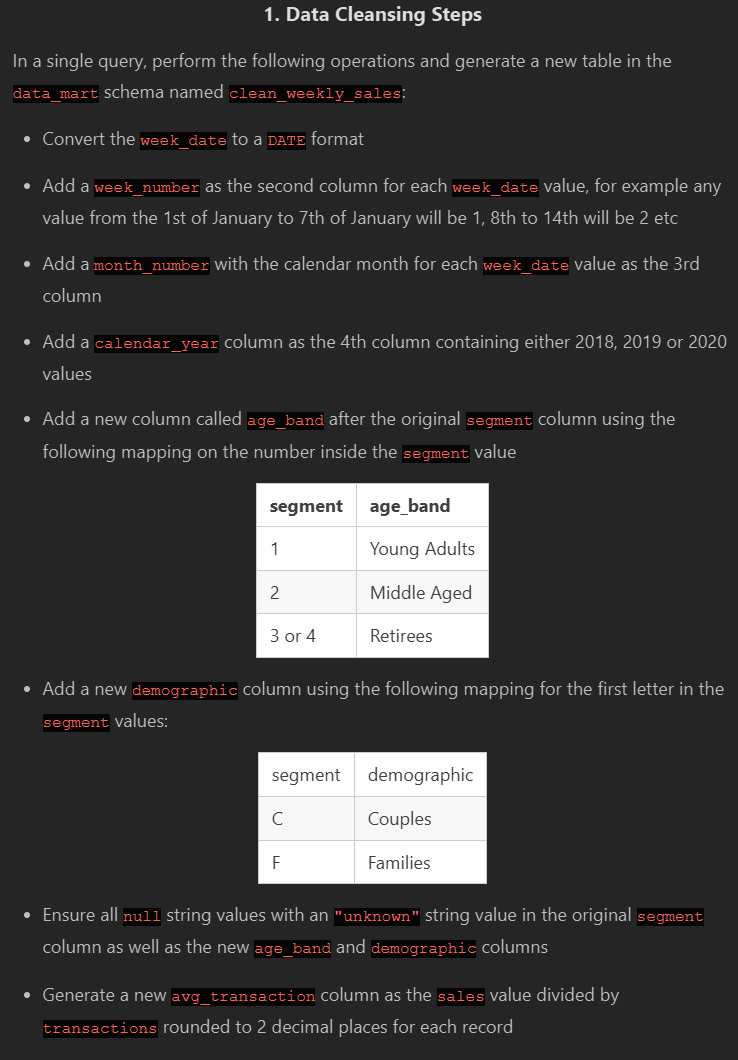 1. Data Cleansing Steps
In a single query, perform the following operations and generate a new table in the
data_mart schema named clean_weekly_sales:
• Convert the week_date to a DATE format
• Add a week_number as the second column for each week_date value, for example any
value from the 1st of January to 7th of January will be 1, 8th to 14th will be 2 etc
• Add a month_number with the calendar month for each week_date value as the 3rd
column
• Add a calendar_year column as the 4th column containing either 2018, 2019 or 2020
values
• Add a new column called age_band after the original segment column using the
following mapping on the number inside the segment value
segment age_band
1 Young Adults
2 Middle Aged
3 or 4 Retirees
• Add a new demographic column using the following mapping for the first letter in the
segment values:
segment demographic
C Couples
F Families
• Ensure all null string values with an "unknown" string value in the original segment
column as well as the new age_band and demographic columns
• Generate a new avg_transaction column as the sales value divided by
transactions rounded to 2 decimal places for each record